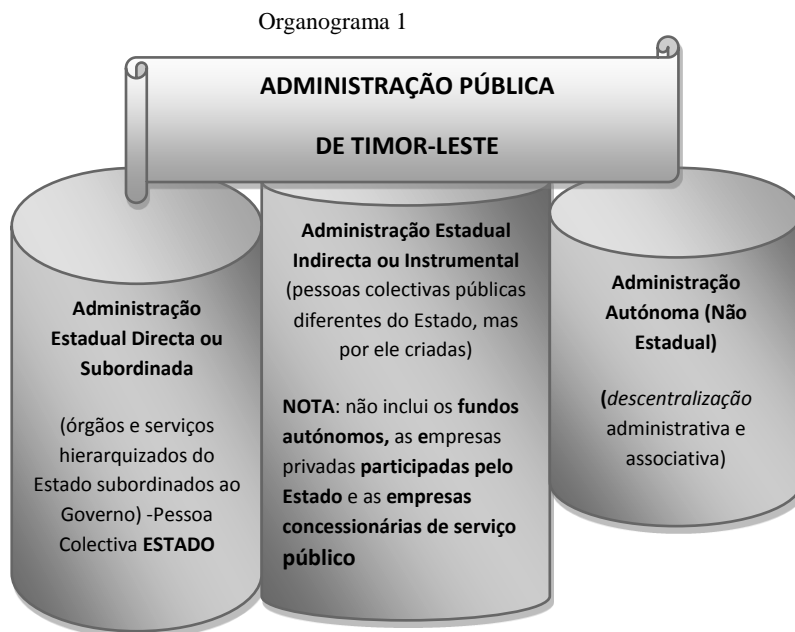 Organograma 1
ADMINISTRAÇÃO PÚBLICA
DE TIMOR-LESTE
Administração
Estadual Directa ou
Subordinada
(órgãos e serviços
hierarquizados do
Estado subordinados ao
Governo) -Pessoa
Colectiva ESTADO
Administração Estadual
Indirecta ou Instrumental
(pessoas colectivas públicas
diferentes do Estado, mas
por ele criadas)
NOTA: não inclui os fundos
autónomos, as empresas
privadas participadas pelo
Estado e as empresas
concessionárias de serviço
público
Administração
Autónoma (Não
Estadual)
(descentralização
administrativa e
associativa)